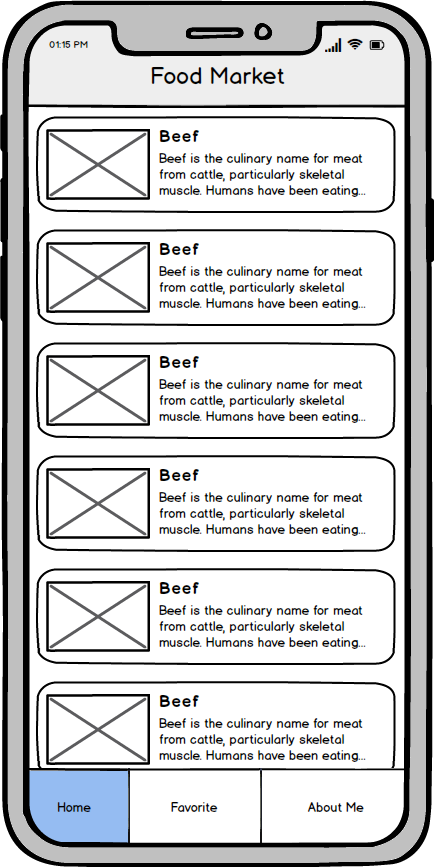 01:15 PM
Food Market
Beef
Beef is the culinary name for meat
from cattle, particularly skeletal
muscle. Humans have been eating...
Beef
Beef is the culinary name for meat
from cattle, particularly skeletal
muscle. Humans have been eating...
Beef
Beef is the culinary name for meat
from cattle, particularly skeletal
muscle. Humans have been eating...
Beef
Beef is the culinary name for meat
from cattle, particularly skeletal
muscle. Humans have been eating...
Beef
Beef is the culinary name for meat
from cattle, particularly skeletal
muscle. Humans have been eating...
Beef
Beef is the culinary name for meat
from cattle, particularly skeletal
muscle. Humans have been eating...
Home
Favorite
About Me